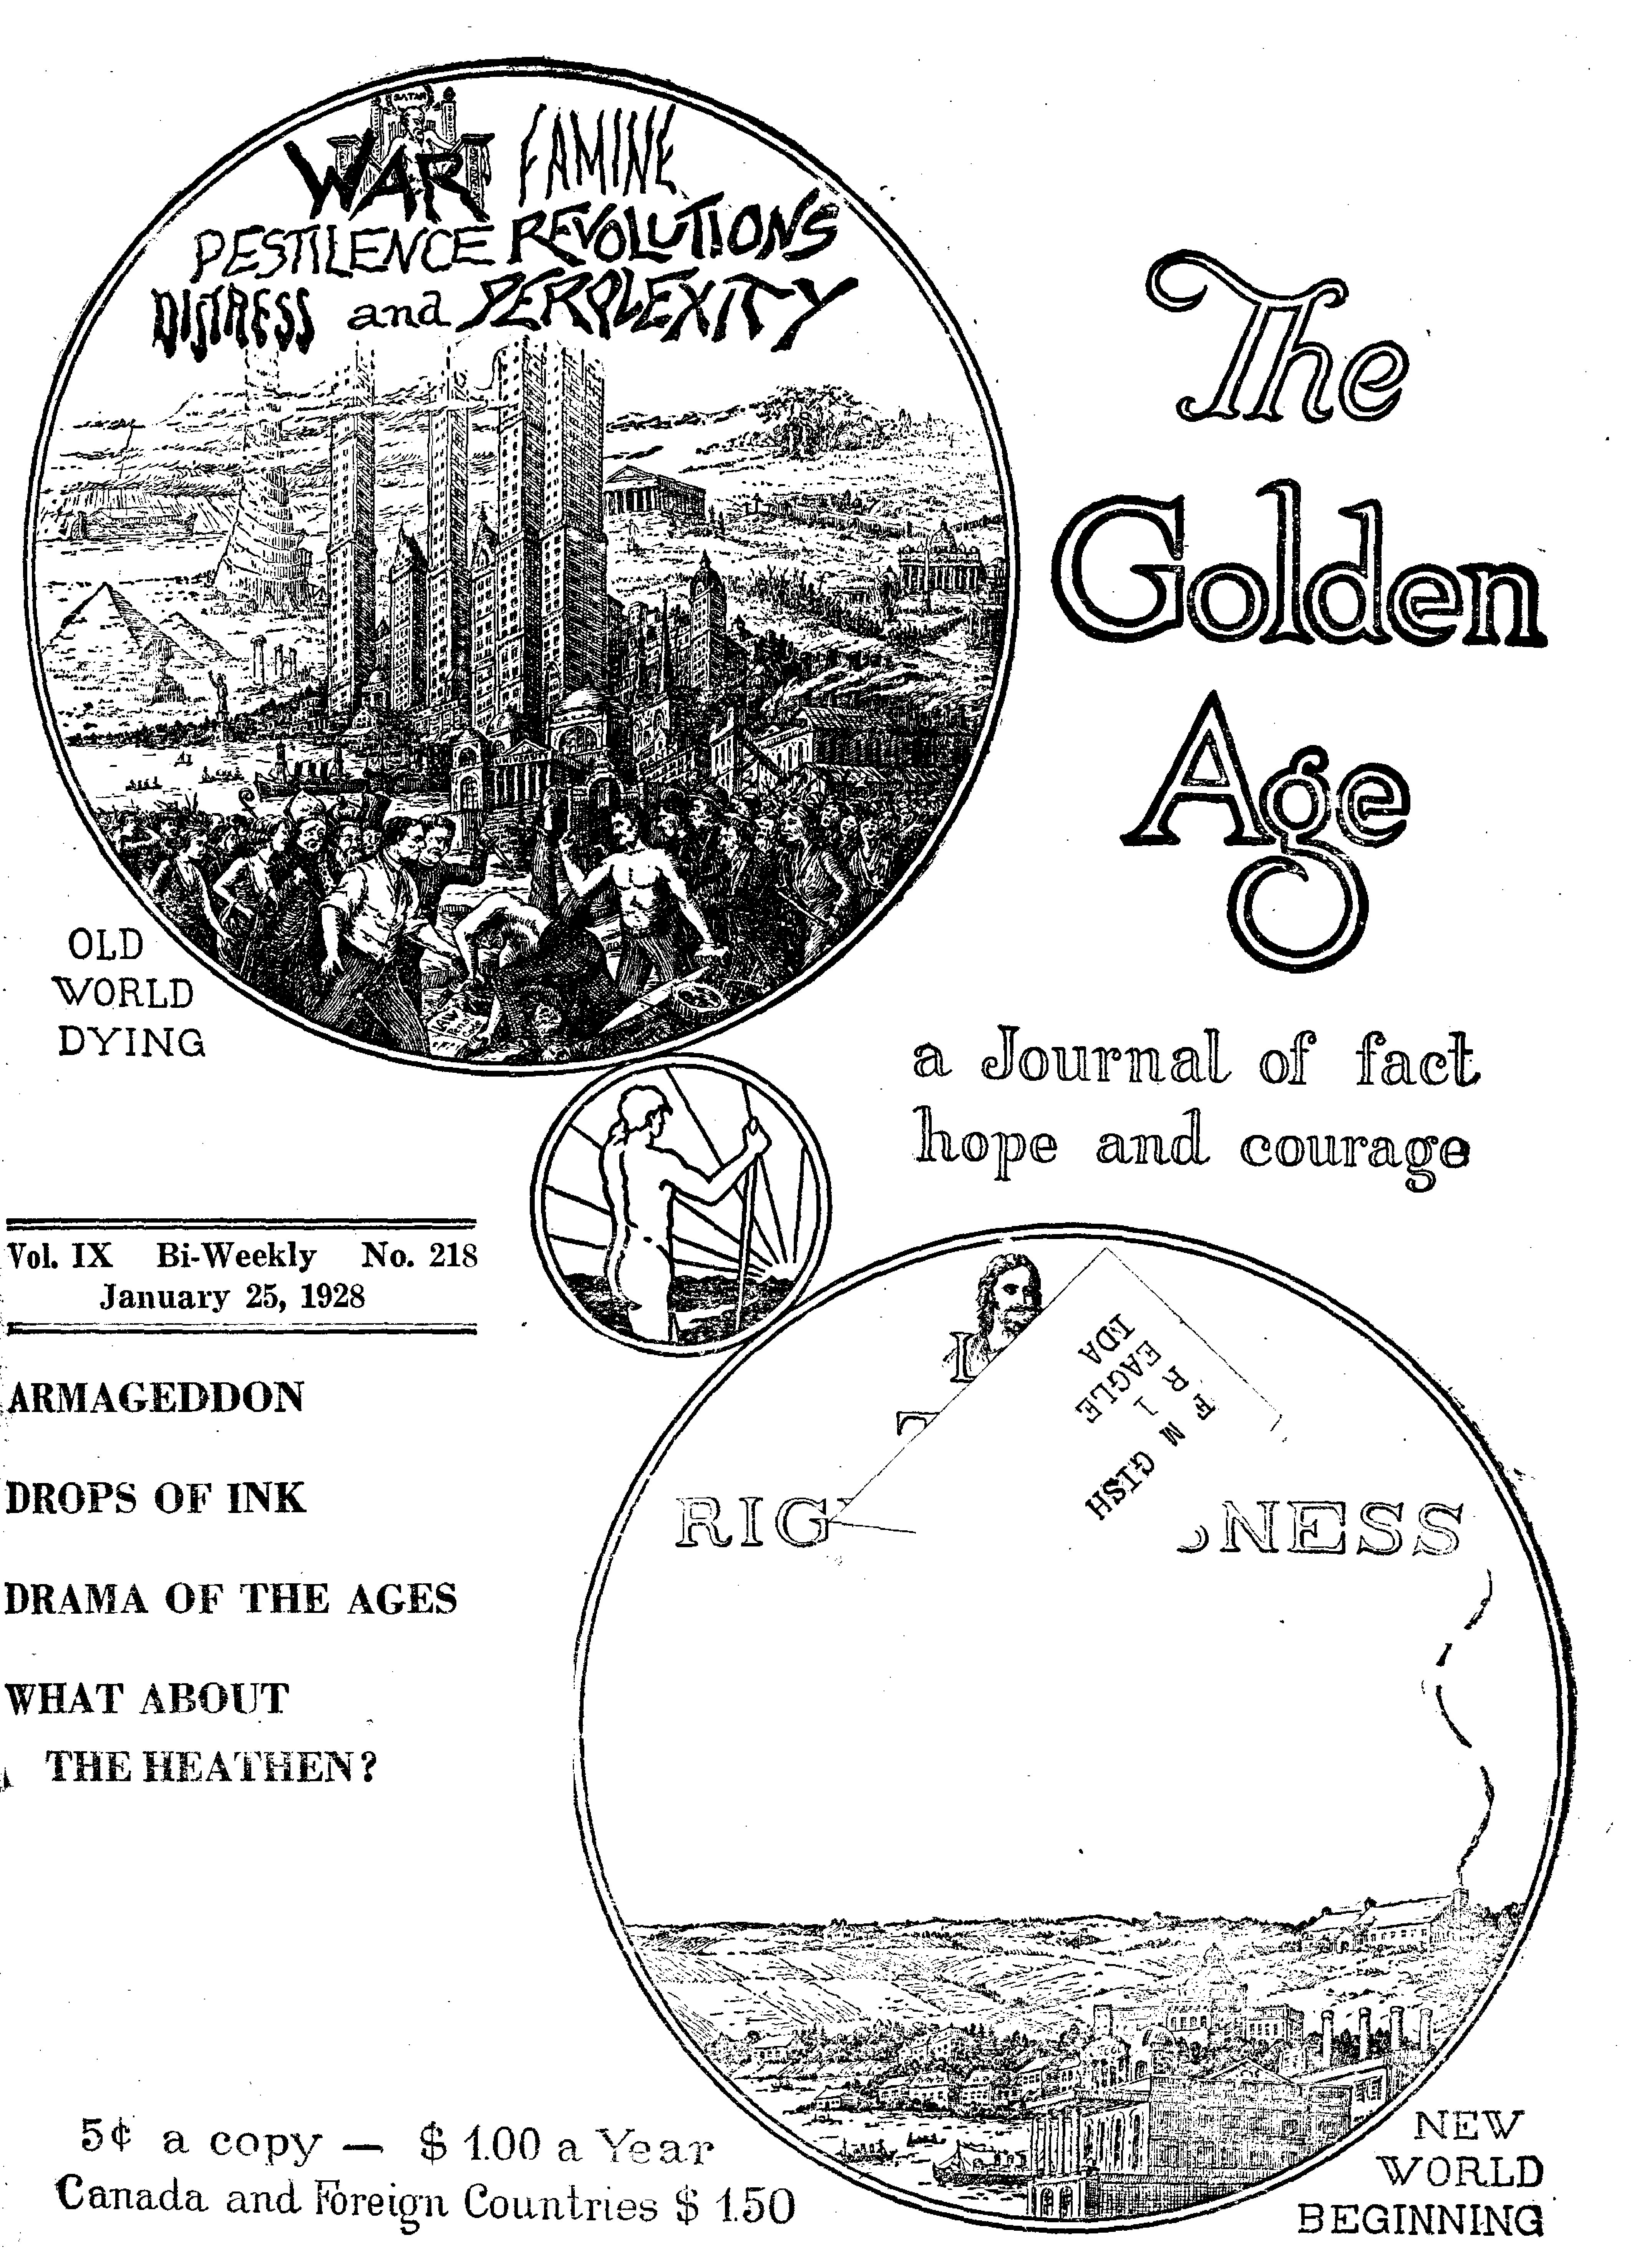 SATAN
WAR FAMINE
PESTILENCE REVOLUTIONS
DISTRESS and PERPLEXITY
The
Golden
Age
OLD
WORLD
DYING
a Journal of fact
hope and courage
Vol. IX Bi-Weekly No. 218
January 25, 1928
ARMAGEDDON
DROPS OF INK
DRAMA OF THE AGES
WHAT ABOUT
THE HEATHEN?
F M GISH
R 1
EAGLE
IDA
RIG NESS
5¢ a copy — $ 1.00 a Year
Canada and Foreign Countries $ 1.50
NEW
WORLD
BEGINNING